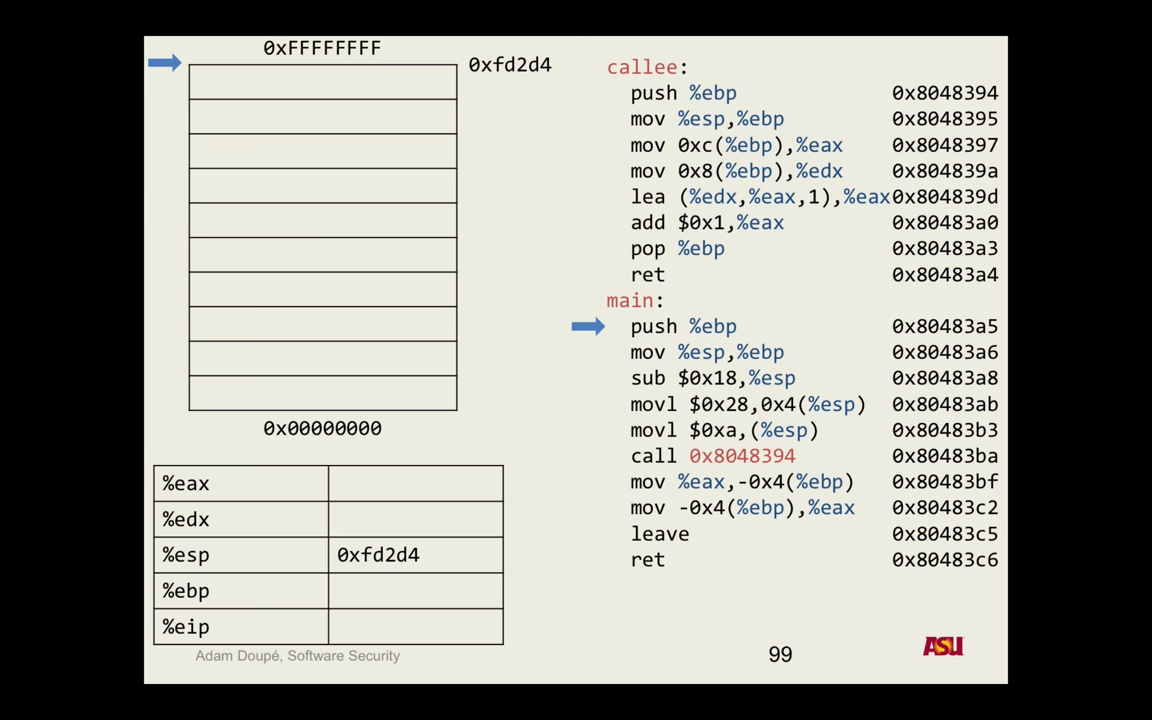 0xFFFFFFFF
0xfd2d4
0x00000000
%eax
%edx
%esp 0xfd2d4
%ebp
%eip
callee:
push %ebp 0x8048394
mov %esp,%ebp 0x8048395
mov 0xc(%ebp),%eax 0x8048397
mov 0x8(%ebp),%edx 0x804839a
lea (%edx,%eax,1),%eax0x804839d
add $0x1,%eax 0x80483a0
pop %ebp 0x80483a3
ret 0x80483a4
main:
push %ebp 0x80483a5
mov %esp,%ebp 0x80483a6
sub $0x18,%esp 0x80483a8
movl $0x28,0x4(%esp) 0x80483ab
movl $0xa,(%esp) 0x80483b3
call 0x8048394 0x80483ba
mov %eax,-0x4(%ebp) 0x80483bf
mov -0x4(%ebp),%eax 0x80483c2
leave 0x80483c5
ret 0x80483c6
Adam Doupé, Software Security
99
ASU